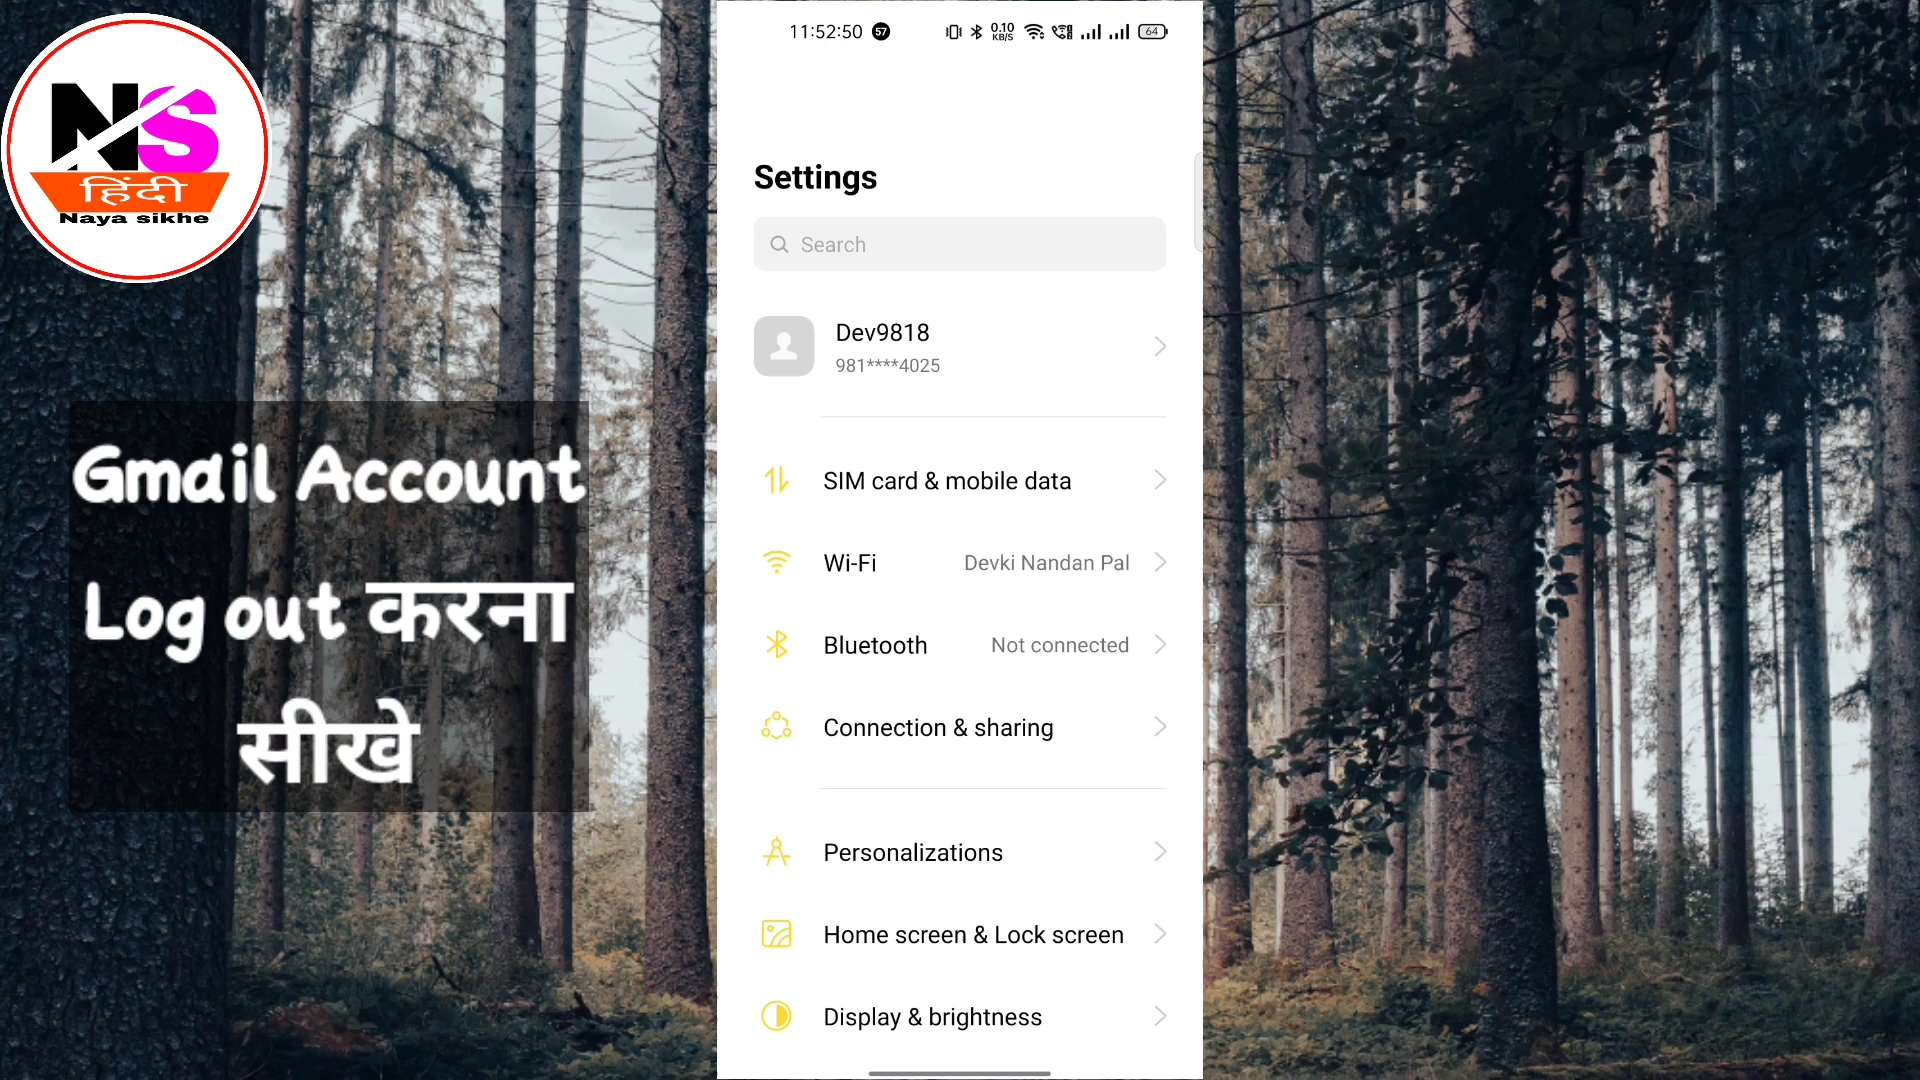 NS
हिंदी
Naya sikhe
Gmail Account
Log out करना
सीखे
11:52:50 57 0.10 KB/S 64
Settings
Search
Dev9818
981****4025
SIM card & mobile data
Wi-Fi Devki Nandan Pal
Bluetooth Not connected
Connection & sharing
Personalizations
Home screen & Lock screen
Display & brightness